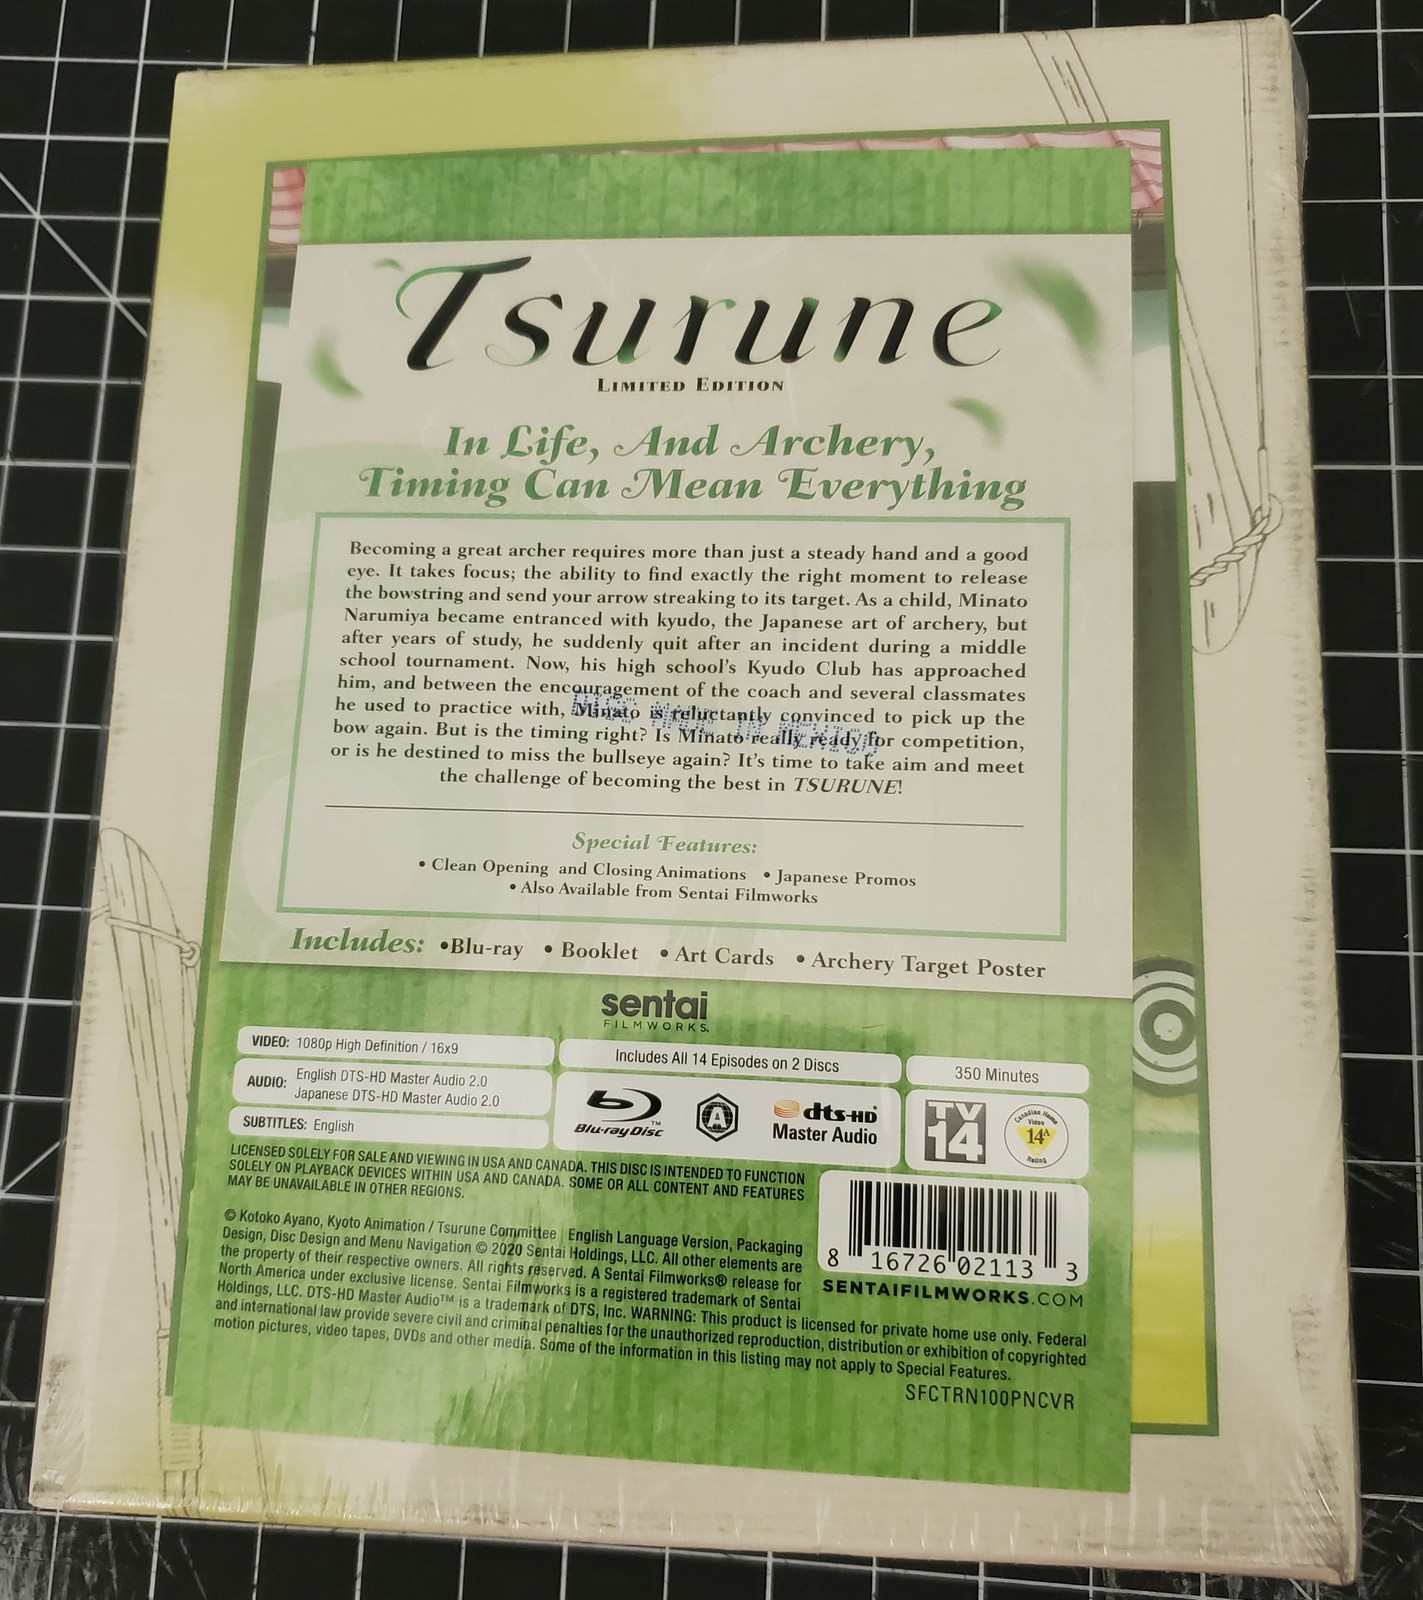 Tsurune
LIMITED EDITION
In Life, And Archery,
Timing Can Mean Everything
Becoming a great archer requires more than just a steady hand and a good
eye. It takes focus; the ability to find exactly the right moment to release
the bowstring and send your arrow streaking to its target. As a child, Minato
Narumiya became entranced with kyudo, the Japanese art of archery, but
after years of study, he suddenly quit after an incident during a middle
school tournament. Now, his high school's Kyudo Club has approached
him, and between the encouragement of the coach and several classmates
he used to practice with, Minato is reluctantly convinced to pick up the
bow again. But is the timing right? Is Minato really ready for competition,
or is he destined to miss the bullseye again? It's time to take aim and meet
the challenge of becoming the best in TSURUNE!
DISC MADE IN MEXICO
Special Features:
• Clean Opening and Closing Animations • Japanese Promos
• Also Available from Sentai Filmworks
Includes: •Blu-ray • Booklet • Art Cards • Archery Target Poster
sentai
FILMWORKS.
VIDEO: 1080p High Definition / 16x9
AUDIO: English DTS-HD Master Audio 2.0
Japanese DTS-HD Master Audio 2.0
SUBTITLES: English
Includes All 14 Episodes on 2 Discs
Blu-ray Disc™
A
dts-HD
Master Audio
350 Minutes
TV
14
Canadian Home
Video
14A
Rating
LICENSED SOLELY FOR SALE AND VIEWING IN USA AND CANADA. THIS DISC IS INTENDED TO FUNCTION
SOLELY ON PLAYBACK DEVICES WITHIN USA AND CANADA. SOME OR ALL CONTENT AND FEATURES
MAY BE UNAVAILABLE IN OTHER REGIONS.
© Kotoko Ayano, Kyoto Animation / Tsurune Committee English Language Version, Packaging
Design, Disc Design and Menu Navigation © 2020 Sentai Holdings, LLC. All other elements are
the property of their respective owners. All rights reserved. A Sentai Filmworks® release for
North America under exclusive license. Sentai Filmworks is a registered trademark of Sentai
Holdings, LLC. DTS-HD Master Audio™ is a trademark of DTS, Inc. WARNING: This product is licensed for private home use only. Federal
and international law provide severe civil and criminal penalties for the unauthorized reproduction, distribution or exhibition of copyrighted
motion pictures, video tapes, DVDs and other media. Some of the information in this listing may not apply to Special Features.
8 16726 02113 3
SENTAIFILMWORKS.COM
SFCTRN100PNCVR